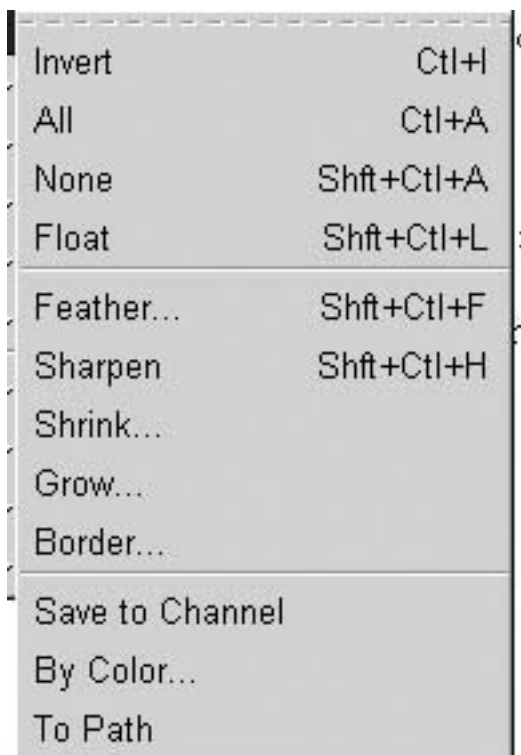 Invert Ctl+I
All Ctl+A
None Shft+Ctl+A
Float Shft+Ctl+L
Feather... Shft+Ctl+F
Sharpen Shft+Ctl+H
Shrink...
Grow...
Border...
Save to Channel
By Color...
To Path